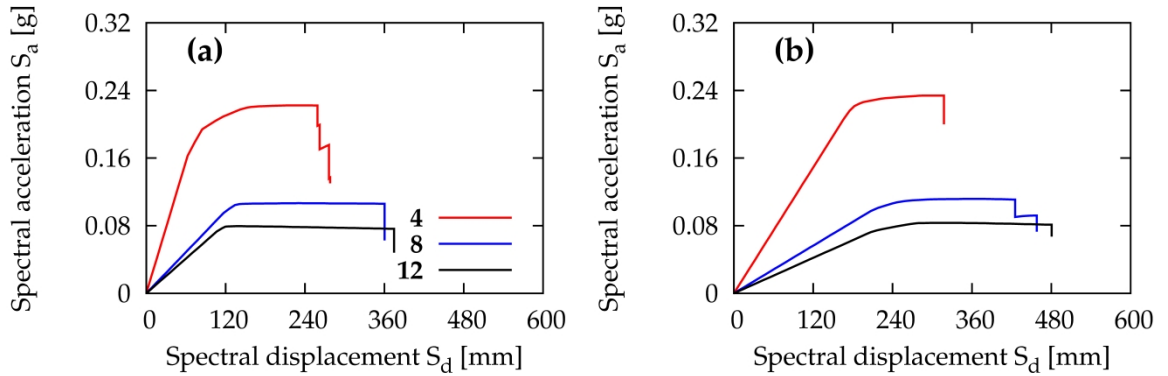 Spectral acceleration S_a [g]
0.32
0.24
0.16
0.08
0
(a)
4
8
12
0 120 240 360 480 600
Spectral displacement S_d [mm]
Spectral acceleration S_a [g]
0.32
0.24
0.16
0.08
0
(b)
0 120 240 360 480 600
Spectral displacement S_d [mm]